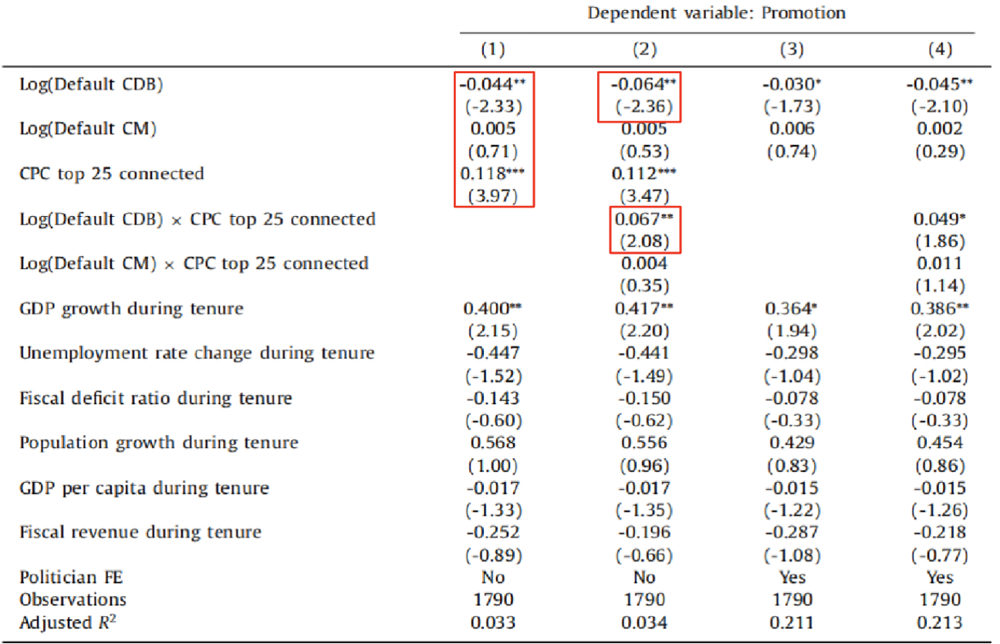 Dependent variable: Promotion
(1) (2) (3) (4)
Log(Default CDB) -0.044** -0.064** -0.030* -0.045**
(-2.33) (-2.36) (-1.73) (-2.10)
Log(Default CM) 0.005 0.005 0.006 0.002
(0.71) (0.53) (0.74) (0.29)
CPC top 25 connected 0.118*** 0.112***
(3.97) (3.47)
Log(Default CDB) × CPC top 25 connected 0.067** 0.049*
(2.08) (1.86)
Log(Default CM) × CPC top 25 connected 0.004 0.011
(0.35) (1.14)
GDP growth during tenure 0.400** 0.417** 0.364* 0.386**
(2.15) (2.20) (1.94) (2.02)
Unemployment rate change during tenure -0.447 -0.441 -0.298 -0.295
(-1.52) (-1.49) (-1.04) (-1.02)
Fiscal deficit ratio during tenure -0.143 -0.150 -0.078 -0.078
(-0.60) (-0.62) (-0.33) (-0.33)
Population growth during tenure 0.568 0.556 0.429 0.454
(1.00) (0.96) (0.83) (0.86)
GDP per capita during tenure -0.017 -0.017 -0.015 -0.015
(-1.33) (-1.35) (-1.22) (-1.26)
Fiscal revenue during tenure -0.252 -0.196 -0.287 -0.218
(-0.89) (-0.66) (-1.08) (-0.77)
Politician FE No No Yes Yes
Observations 1790 1790 1790 1790
Adjusted R² 0.033 0.034 0.211 0.213